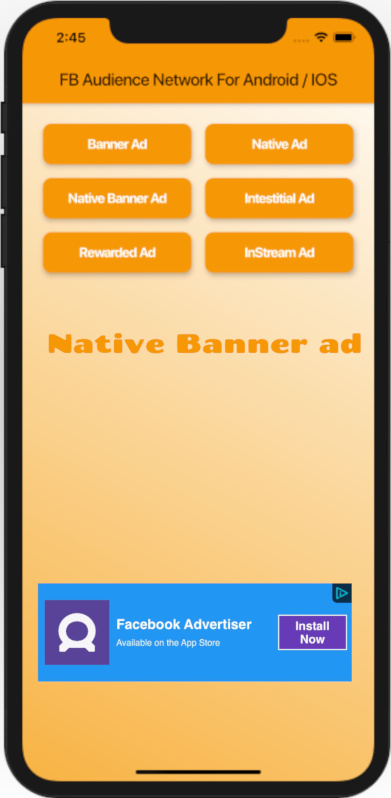 2:45
FB Audience Network For Android / IOS
Banner Ad
Native Ad
Native Banner Ad
Intestitial Ad
Rewarded Ad
InStream Ad
Native Banner ad
Facebook Advertiser
Available on the App Store
Install
Now